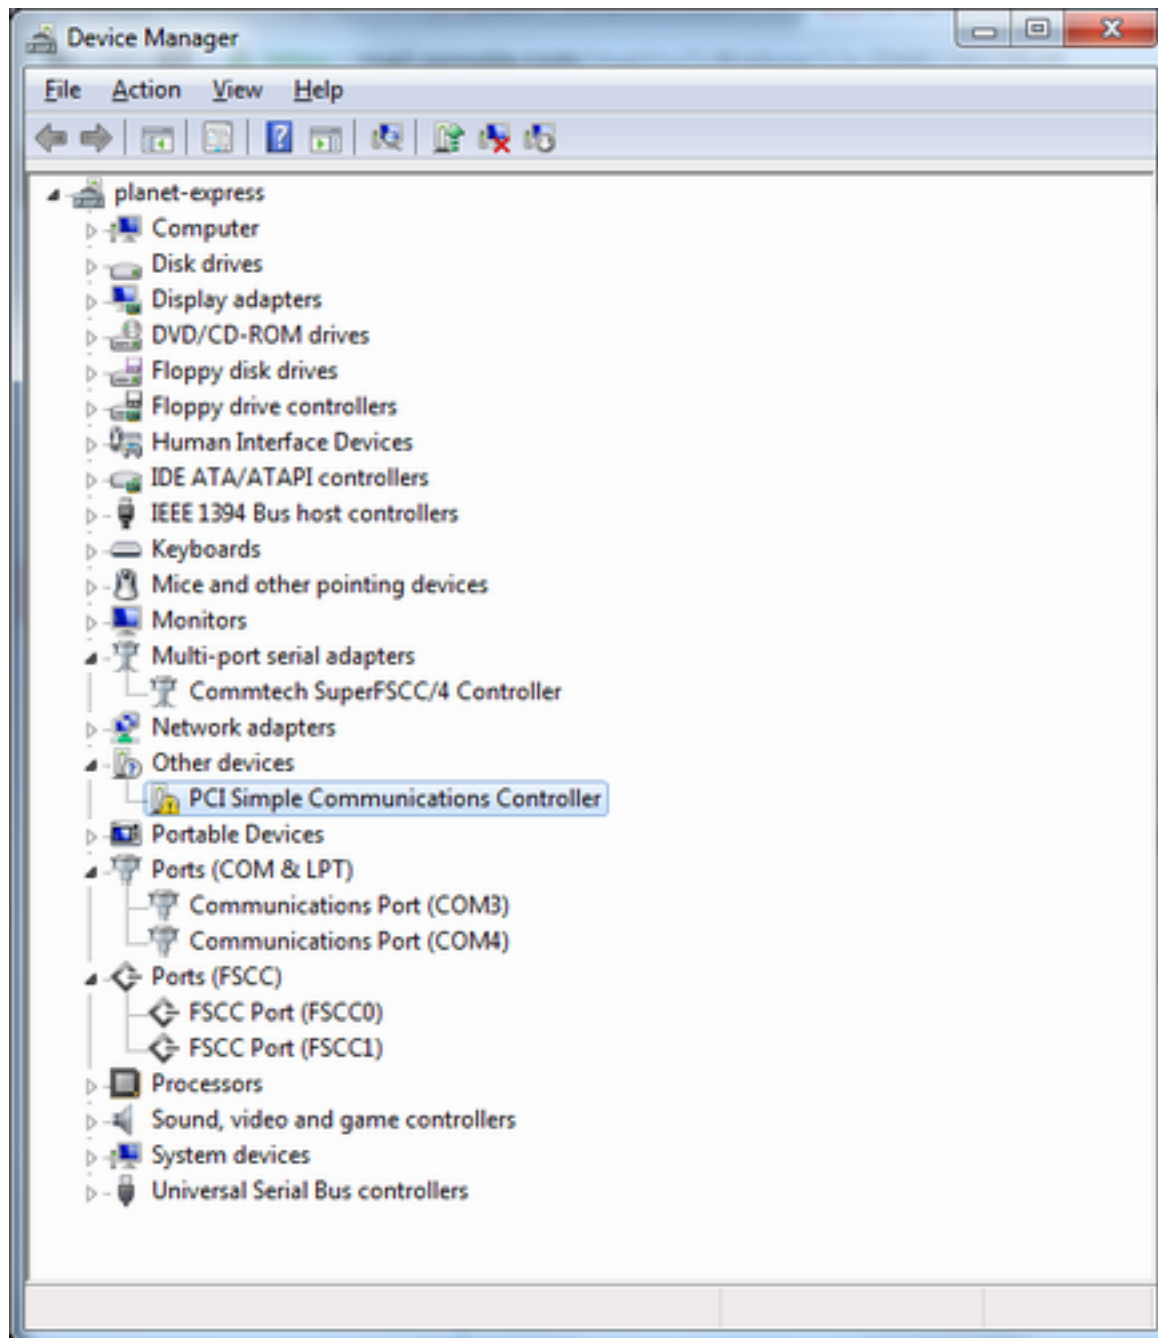 Device Manager
File Action View Help
planet-express
Computer
Disk drives
Display adapters
DVD/CD-ROM drives
Floppy disk drives
Floppy drive controllers
Human Interface Devices
IDE ATA/ATAPI controllers
IEEE 1394 Bus host controllers
Keyboards
Mice and other pointing devices
Monitors
Multi-port serial adapters
Commtech SuperFSCC/4 Controller
Network adapters
Other devices
PCI Simple Communications Controller
Portable Devices
Ports (COM & LPT)
Communications Port (COM3)
Communications Port (COM4)
Ports (FSCC)
FSCC Port (FSCC0)
FSCC Port (FSCC1)
Processors
Sound, video and game controllers
System devices
Universal Serial Bus controllers